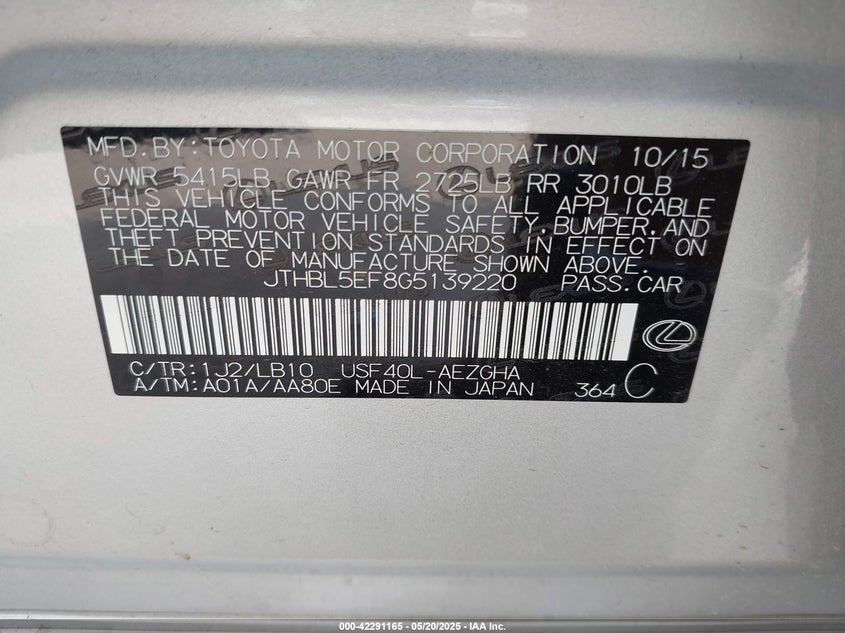 MFD.BY:TOYOTA MOTOR CORPORATION 10/15
GVWR 5415LB GAWR FR 2725LB RR 3010LB
THIS VEHICLE CONFORMS TO ALL APPLICABLE
FEDERAL MOTOR VEHICLE SAFETY,BUMPER,AND
THEFT PREVENTION STANDARDS IN EFFECT ON
THE DATE OF MANUFACTURE SHOWN ABOVE.
JTHBL5EF8G5139220 PASS.CAR
C/TR:1J2/LB10 USF40L-AEZGHA
A/TM:A01A/AA80E MADE IN JAPAN 364 C
000-42291165 - 05/20/2025 - IAA Inc.